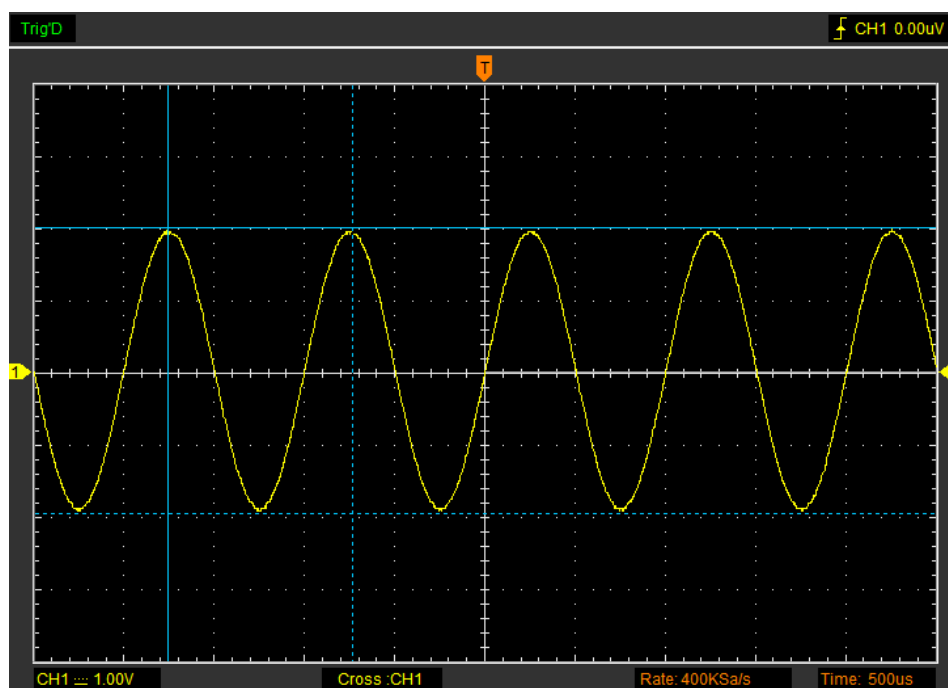 Trig'D
CH1 0.00uV
T
1
CH1 ⎓ 1.00V
Cross :CH1
Rate: 400KSa/s
Time: 500us